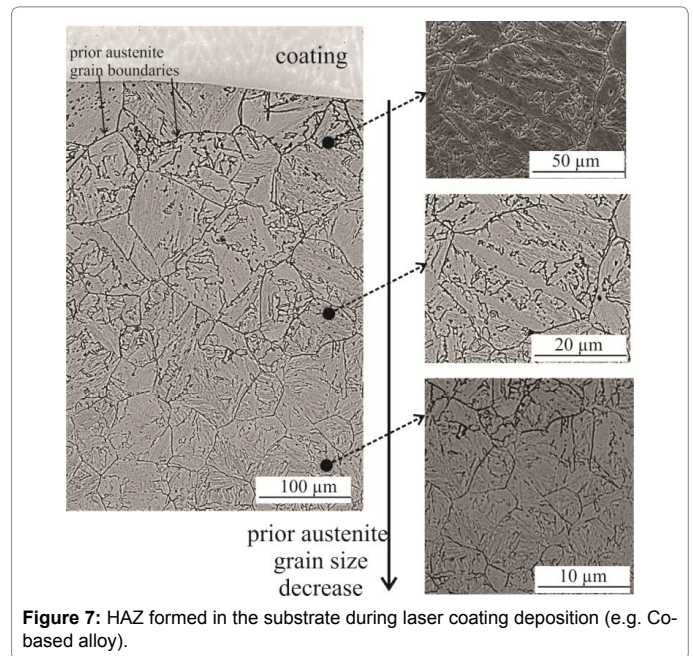 prior austenite
grain boundaries
coating
50 µm
20 µm
100 µm
prior austenite
grain size
decrease
10 µm
Figure 7: HAZ formed in the substrate during laser coating deposition (e.g. Co-
based alloy).